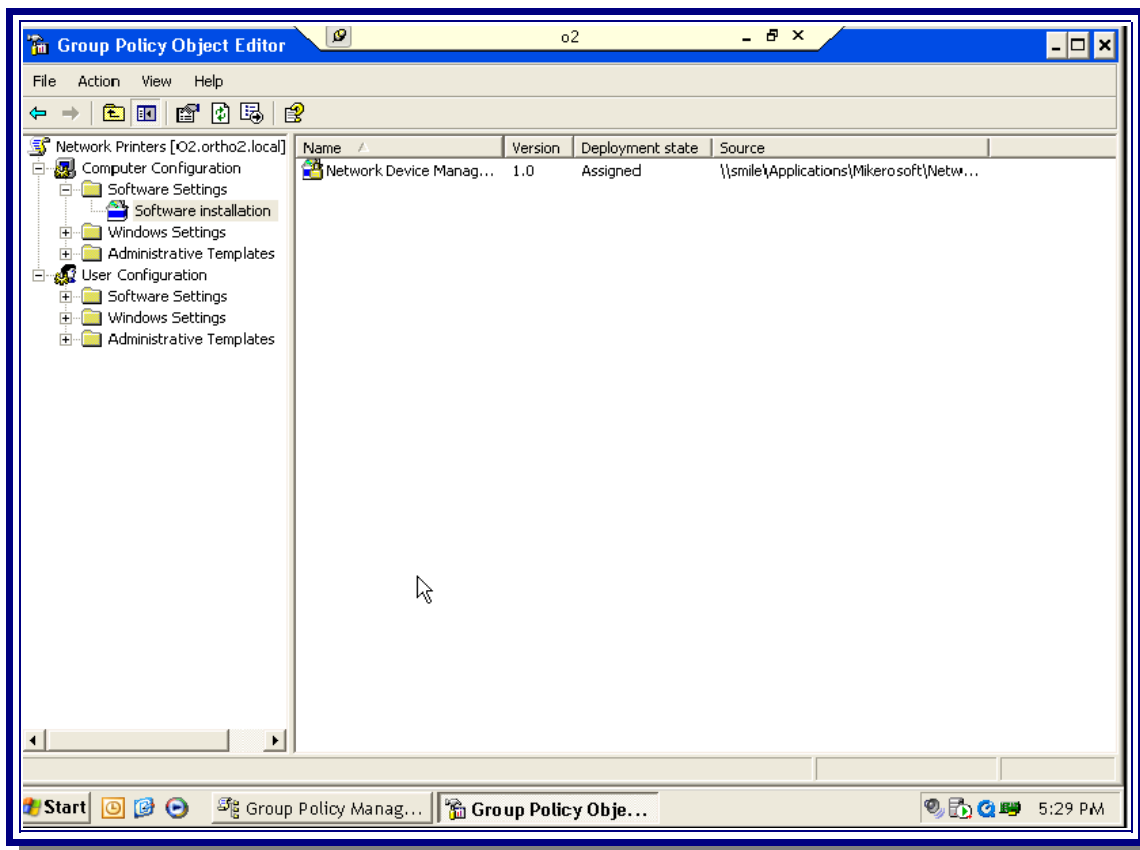 Group Policy Object Editor
o2
File Action View Help
Network Printers [O2.ortho2.local]
Computer Configuration
Software Settings
Software installation
Windows Settings
Administrative Templates
User Configuration
Software Settings
Windows Settings
Administrative Templates
Name Version Deployment state Source
Network Device Manag... 1.0 Assigned \\smile\Applications\Mikerosoft\Netw...
Start Group Policy Manag... Group Policy Obje... 5:29 PM